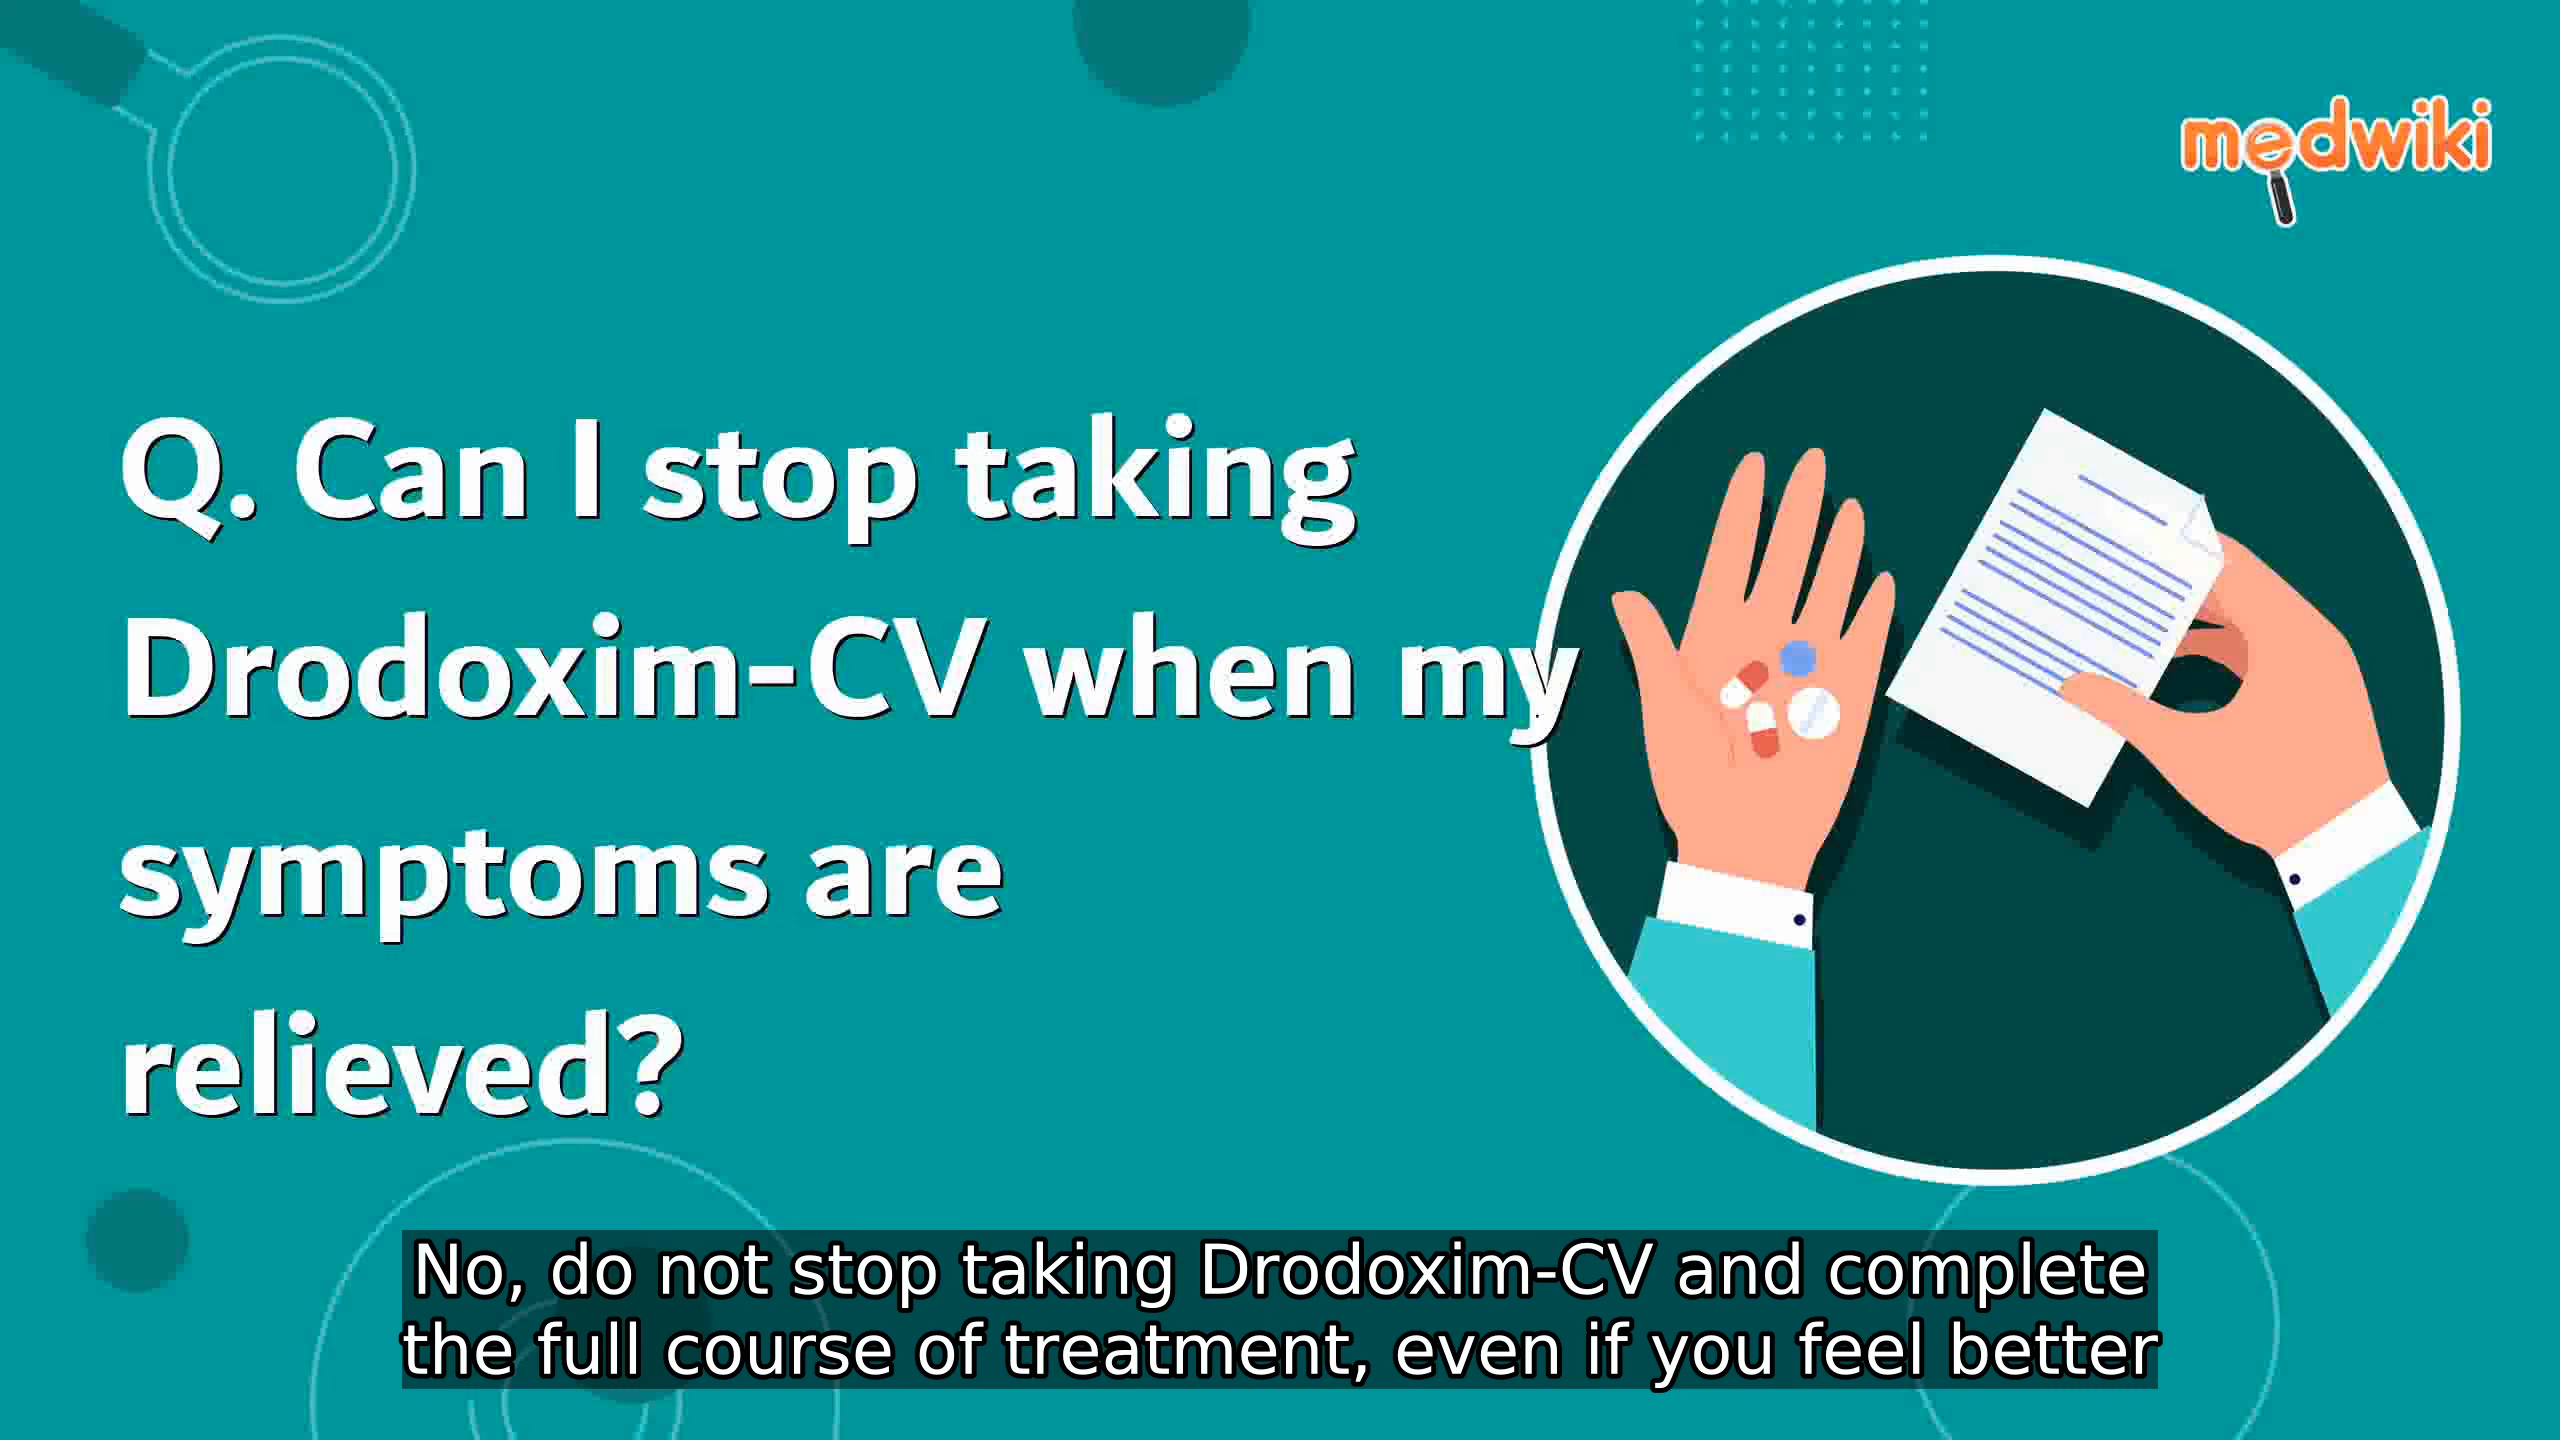 medwiki
Q. Can I stop taking
Drodoxim-CV when my
symptoms are
relieved?
No, do not stop taking Drodoxim-CV and complete
the full course of treatment, even if you feel better